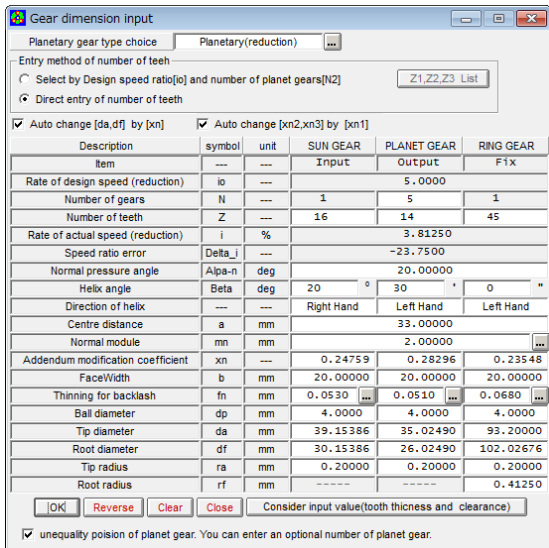 Gear dimension input
Planetary gear type choice Planetary(reduction) ...
Entry method of number of teeh
Select by Design speed ratio[io] and number of planet gears[N2] Z1,Z2,Z3 List
Direct entry of number of teeth
Auto change [da,df] by [xn] Auto change [xn2,xn3] by [xn1]
Description symbol unit SUN GEAR PLANET GEAR RING GEAR
Item --- --- Input Output Fix
Rate of design speed (reduction) io --- 5.0000
Number of gears N --- 1 5 1
Number of teeth Z --- 16 14 45
Rate of actual speed (reduction) i % 3.81250
Speed ratio error Delta_i --- -23.7500
Normal pressure angle Alpa-n deg 20.00000
Helix angle Beta deg 20 ° 30 ' 0 "
Direction of helix --- --- Right Hand Left Hand Left Hand
Centre distance a mm 33.00000
Normal module mn mm 2.00000 ...
Addendum modification coefficient xn --- 0.24759 0.28296 0.23548
FaceWidth b mm 20.00000 20.00000 20.00000
Thinning for backlash fn mm 0.0530 ... 0.0510 ... 0.0680 ...
Ball diameter dp mm 4.0000 4.0000 4.0000
Tip diameter da mm 39.15386 35.02490 93.20000
Root diameter df mm 30.15386 26.02490 102.02676
Tip radius ra mm 0.20000 0.20000 0.20000
Root radius rf mm ----- ----- 0.41250
OK Reverse Clear Close Consider input value(tooth thicness and clearance)
unequality poision of planet gear. You can enter an optional number of planet gear.